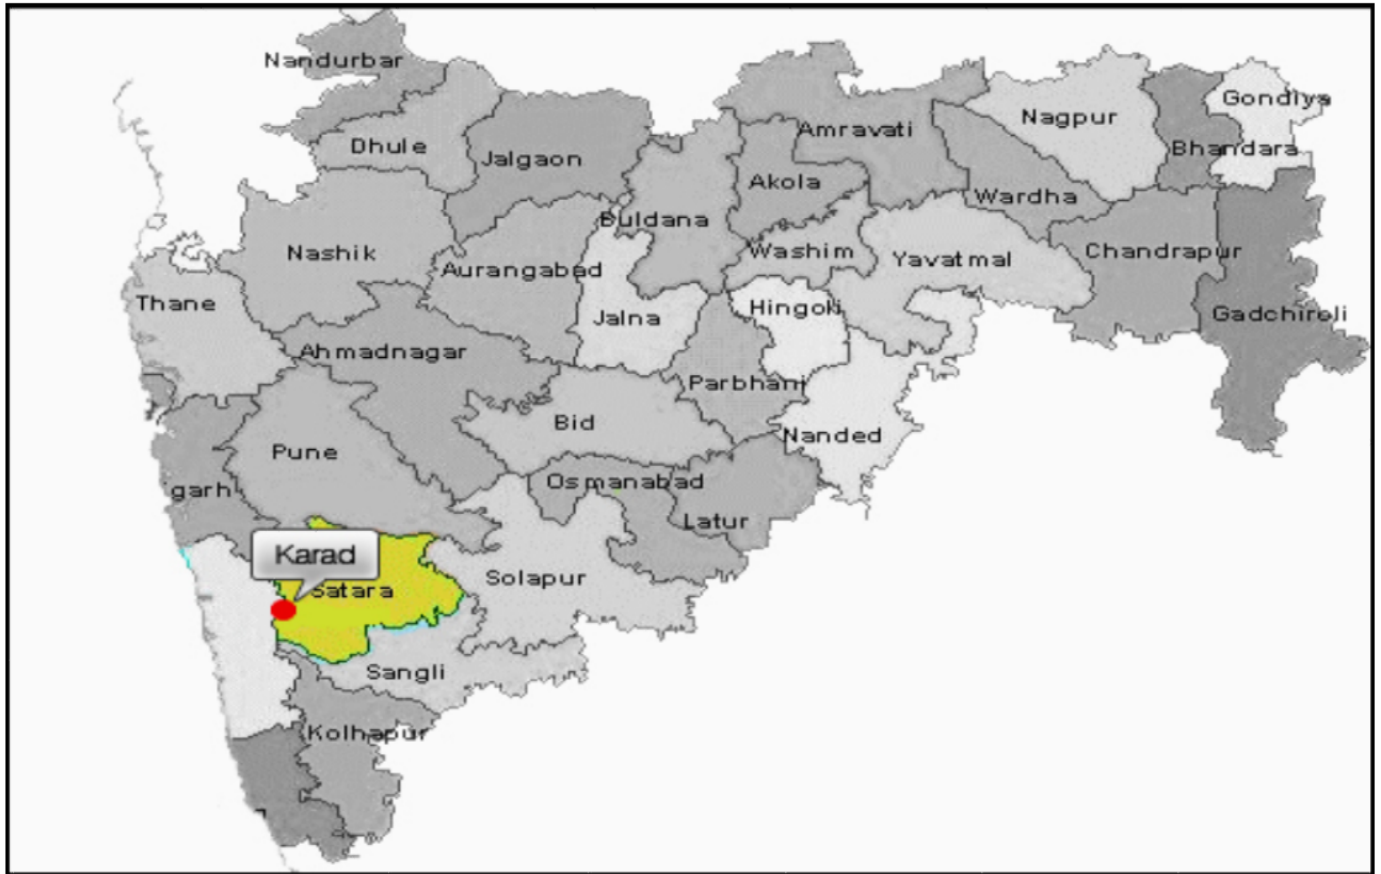 Nandurbar
Dhule
Jalgaon
Amravati
Nagpur
Gondiya
Bhandara
Akola
Wardha
Buldana
Nashik
Aurangabad
Washim
Yavatmal
Chandrapur
Thane
Jalna
Hingoli
Gadchireli
Ahmadnagar
Parbhani
Bid
Nanded
Pune
garh
Osmanabad
Latur
Karad
Satara
Solapur
Sangli
Kolhapur